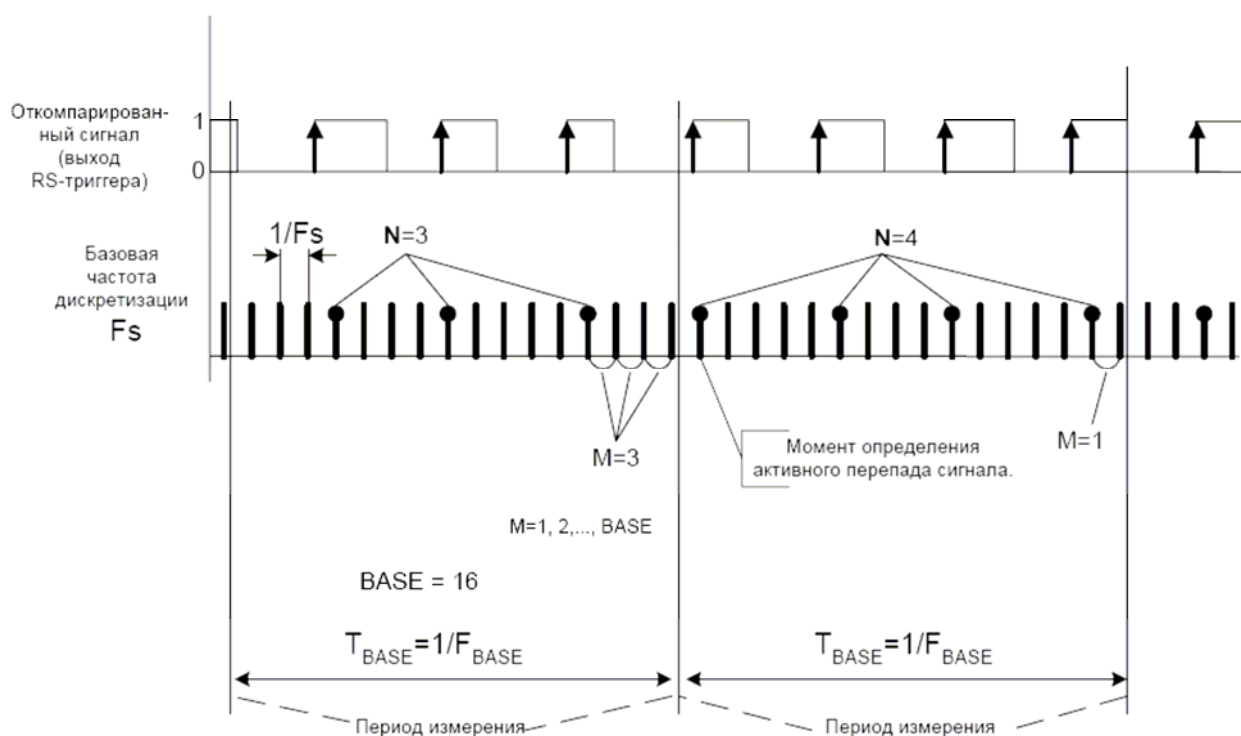 Откомпарирован-
ный сигнал
(выход
RS-триггера)
1
0
1/Fs
N=3
N=4
Базовая
частота
дискретизации
Fs
M=3
M=1
Момент определения
активного перепада сигнала.
M=1, 2,..., BASE
BASE = 16
TBASE=1/FBASE
TBASE=1/FBASE
Период измерения
Период измерения